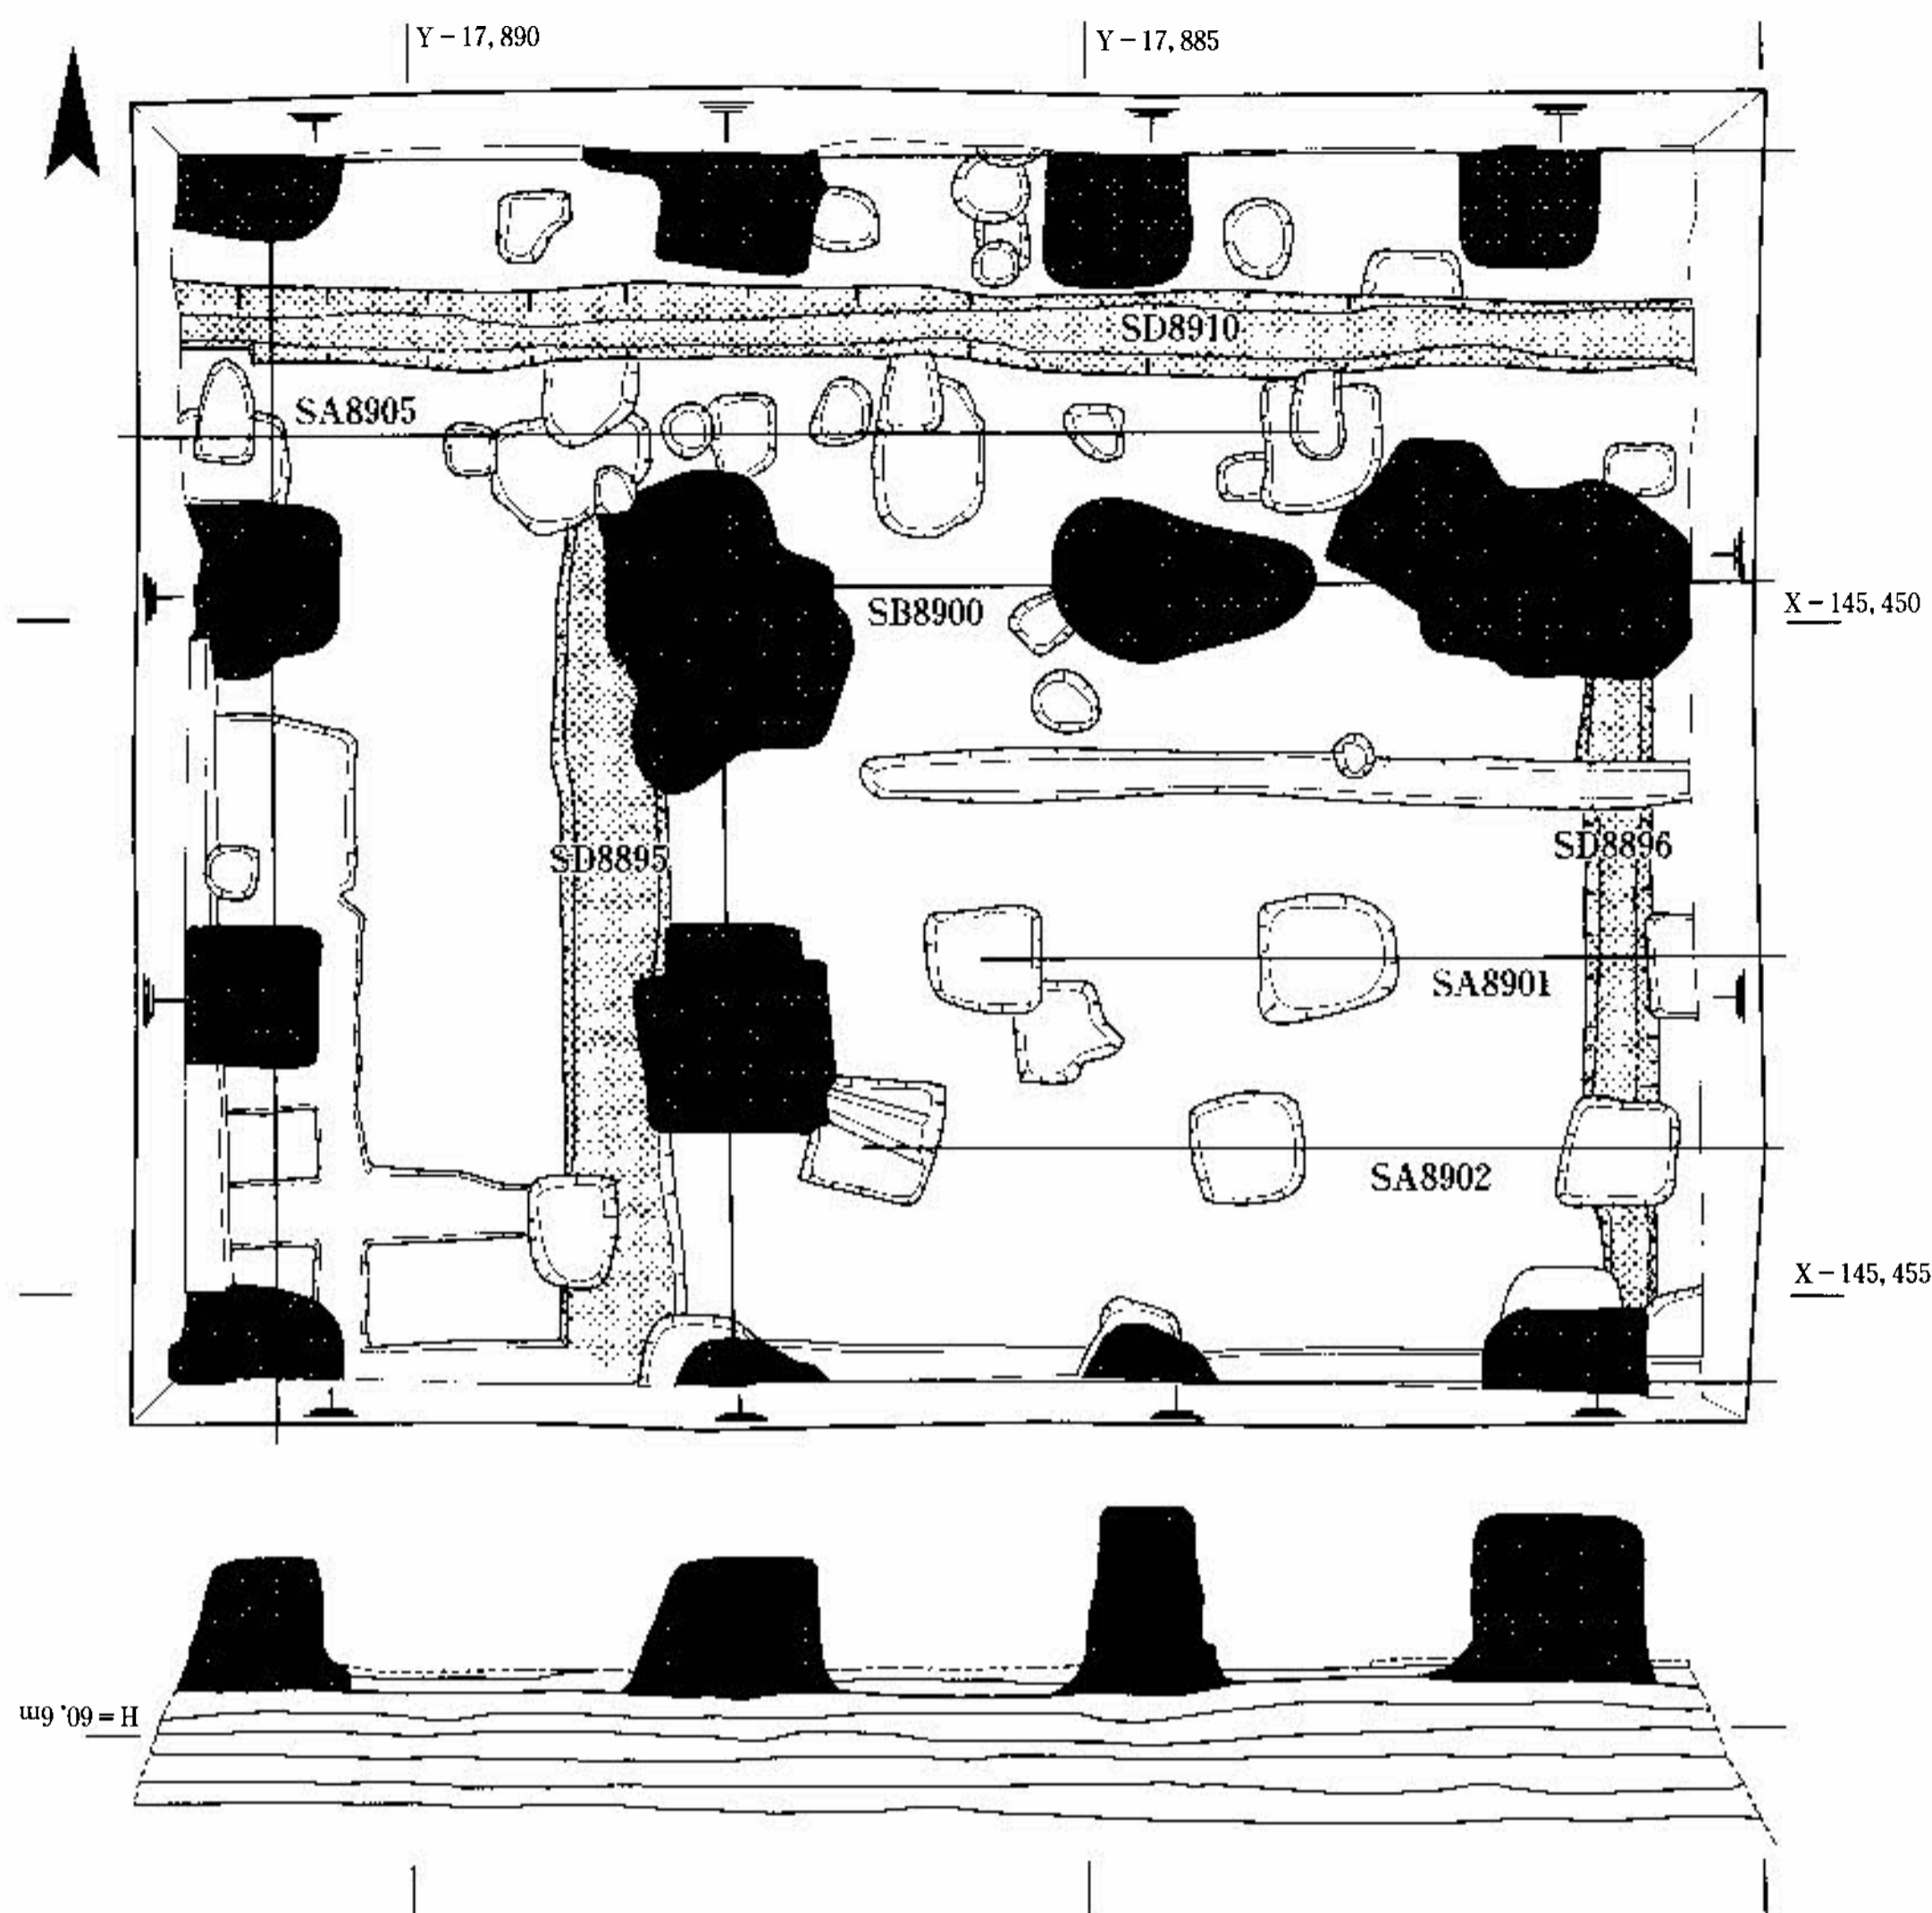 Y－17, 890
Y－17, 885
SD8910
SA8905
SB8900
X－145, 450
SD8895
SD8896
SA8901
SA8902
X－145, 455
H＝60. 6m